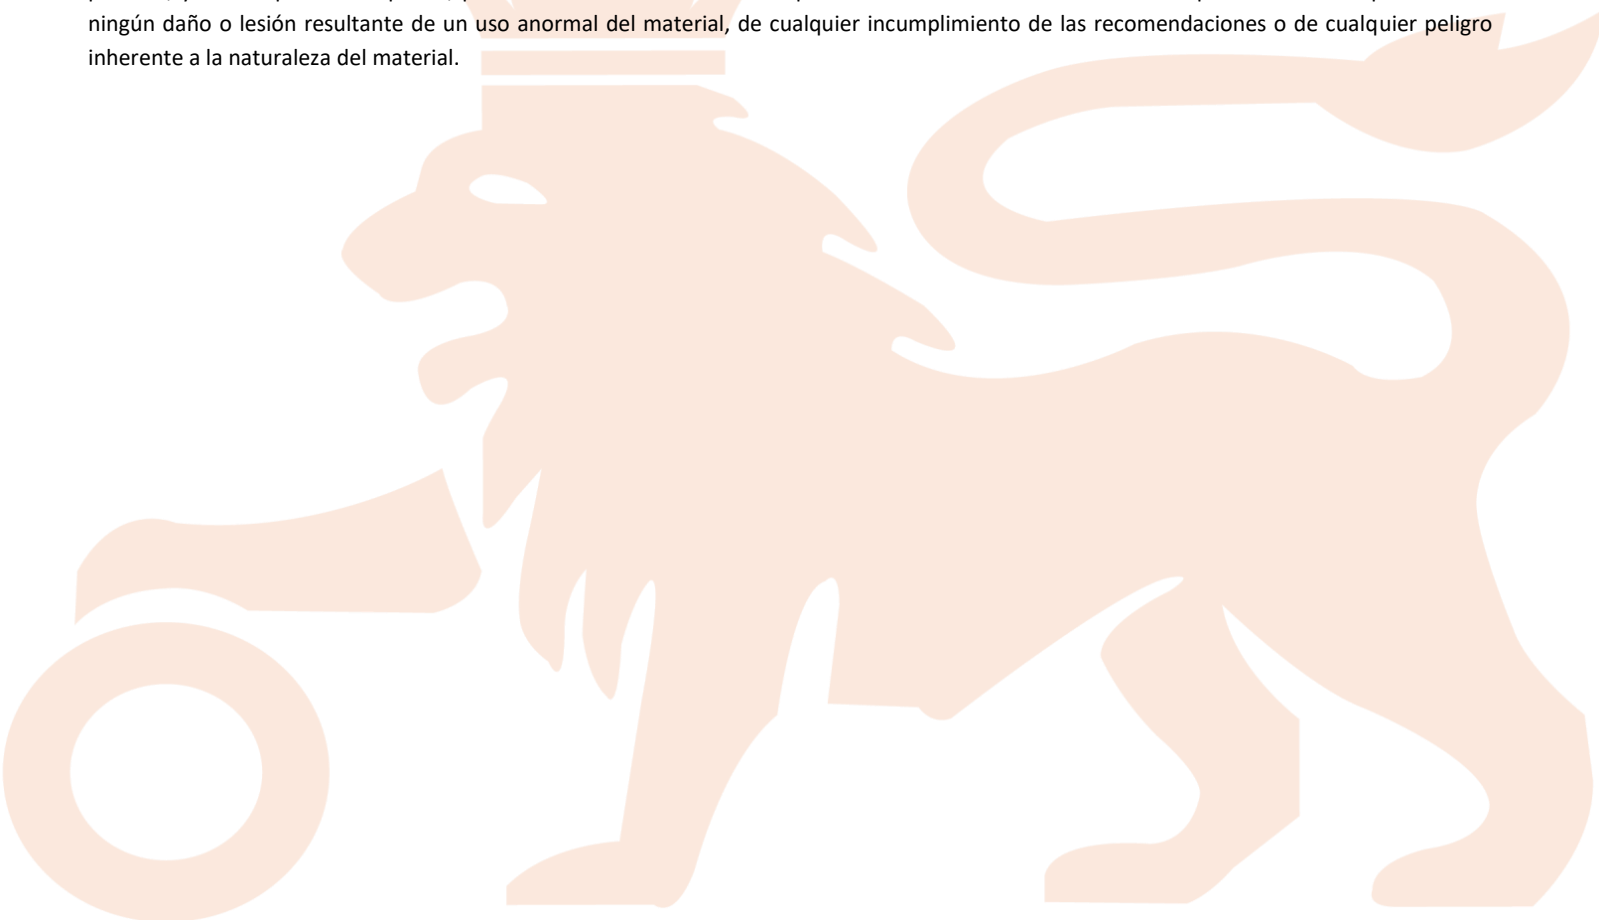 ningún daño o lesión resultante de un uso anormal del material, de cualquier incumplimiento de las recomendaciones o de cualquier peligro
inherente a la naturaleza del material.